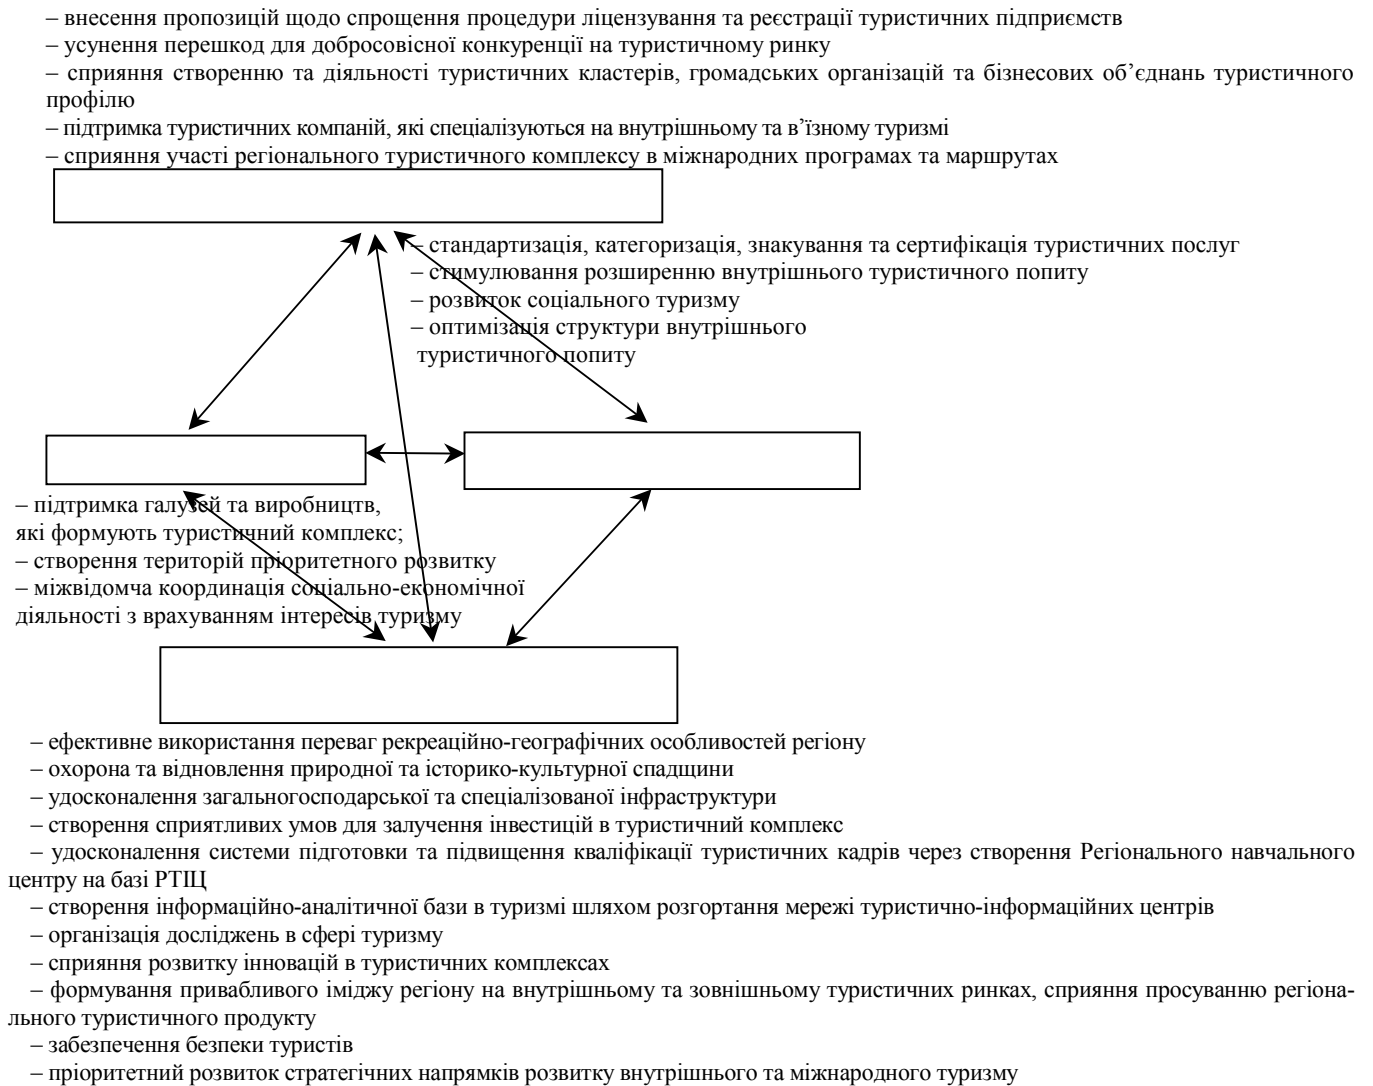 – внесення пропозицій щодо спрощення процедури ліцензування та реєстрації туристичних підприємств
– усунення перешкод для добросовісної конкуренції на туристичному ринку
– сприяння створенню та діяльності туристичних кластерів, громадських організацій та бізнесових об’єднань туристичного
профілю
– підтримка туристичних компаній, які спеціалізуються на внутрішньому та в’їзному туризмі
– сприяння участі регіонального туристичного комплексу в міжнародних програмах та маршрутах
– стандартизація, категоризація, знакування та сертифікація туристичних послуг
– стимулювання розширенню внутрішнього туристичного попиту
– розвиток соціального туризму
– оптимізація структури внутрішнього
туристичного попиту
– підтримка галузей та виробництв,
які формують туристичний комплекс;
– створення територій пріоритетного розвитку
– міжвідомча координація соціально-економічної
діяльності з врахуванням інтересів туризму
– ефективне використання переваг рекреаційно-географічних особливостей регіону
– охорона та відновлення природної та історико-культурної спадщини
– удосконалення загальногосподарської та спеціалізованої інфраструктури
– створення сприятливих умов для залучення інвестицій в туристичний комплекс
– удосконалення системи підготовки та підвищення кваліфікації туристичних кадрів через створення Регіонального навчального
центру на базі РТІЦ
– створення інформаційно-аналітичної бази в туризмі шляхом розгортання мережі туристично-інформаційних центрів
– організація досліджень в сфері туризму
– сприяння розвитку інновацій в туристичних комплексах
– формування привабливого іміджу регіону на внутрішньому та зовнішньому туристичних ринках, сприяння просуванню регіона-
льного туристичного продукту
– забезпечення безпеки туристів
– пріоритетний розвиток стратегічних напрямків розвитку внутрішнього та міжнародного туризму